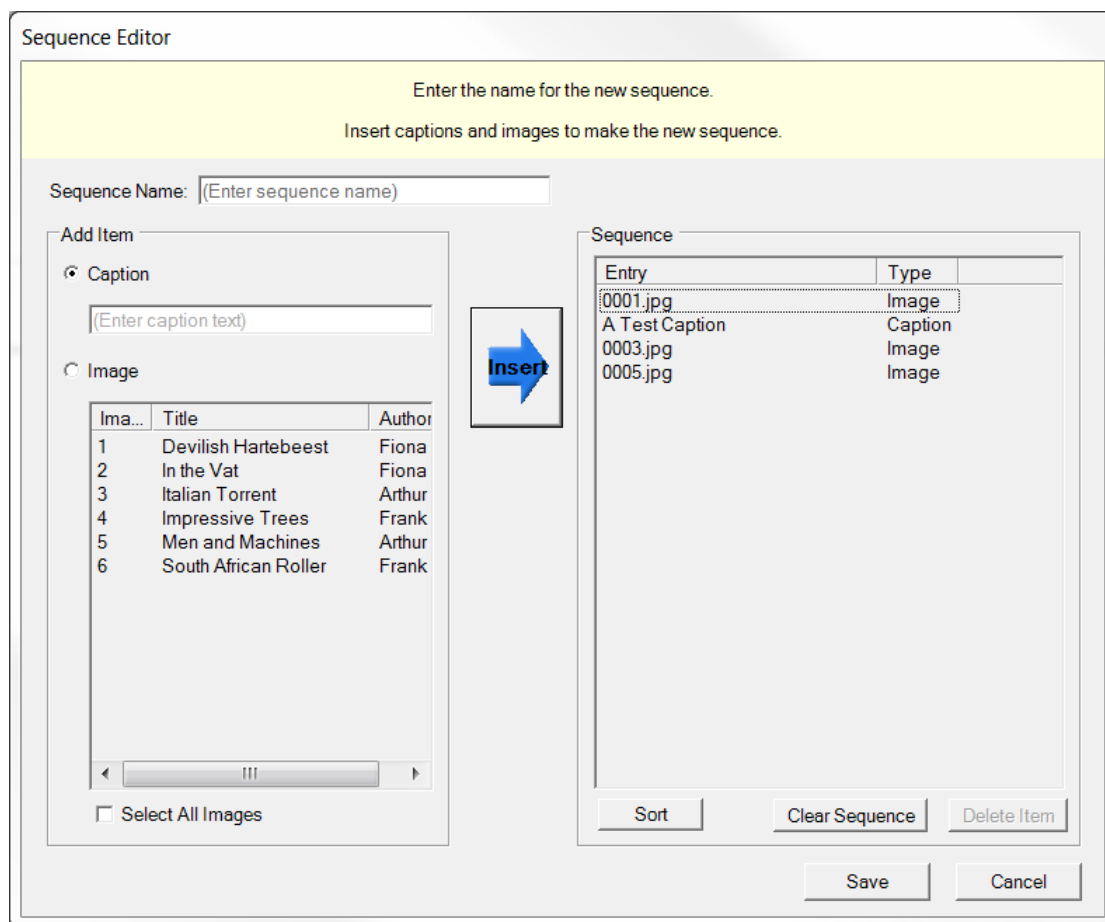 Sequence Editor
Enter the name for the new sequence.
Insert captions and images to make the new sequence.
Sequence Name: (Enter sequence name)
Add Item
Caption
(Enter caption text)
Image
Ima... Title Author
1 Devilish Hartebeest Fiona
2 In the Vat Fiona
3 Italian Torrent Arthur
4 Impressive Trees Frank
5 Men and Machines Arthur
6 South African Roller Frank
Select All Images
Insert
Sequence
Entry Type
0001.jpg Image
A Test Caption Caption
0003.jpg Image
0005.jpg Image
Sort Clear Sequence Delete Item
Save Cancel